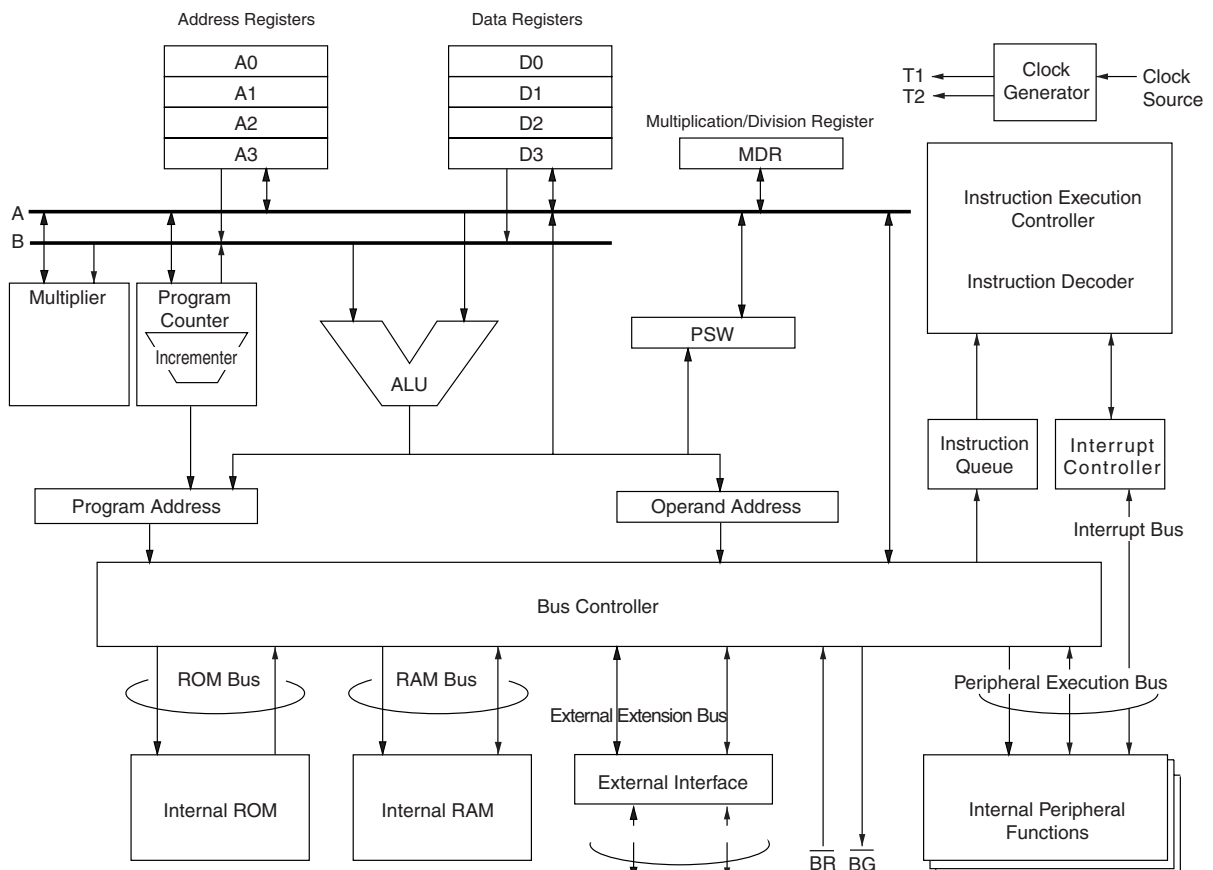 Address Registers
Data Registers
A0
A1
A2
A3
D0
D1
D2
D3
Multiplication/Division Register
MDR
T1
T2
Clock
Generator
Clock
Source
A
B
Multiplier
Program
Counter
Incrementer
ALU
PSW
Instruction Execution
Controller
Instruction Decoder
Instruction
Queue
Interrupt
Controller
Program Address
Operand Address
Interrupt Bus
Bus Controller
ROM Bus
RAM Bus
External Extension Bus
Peripheral Execution Bus
Internal ROM
Internal RAM
External Interface
BR
BG
Internal Peripheral
Functions